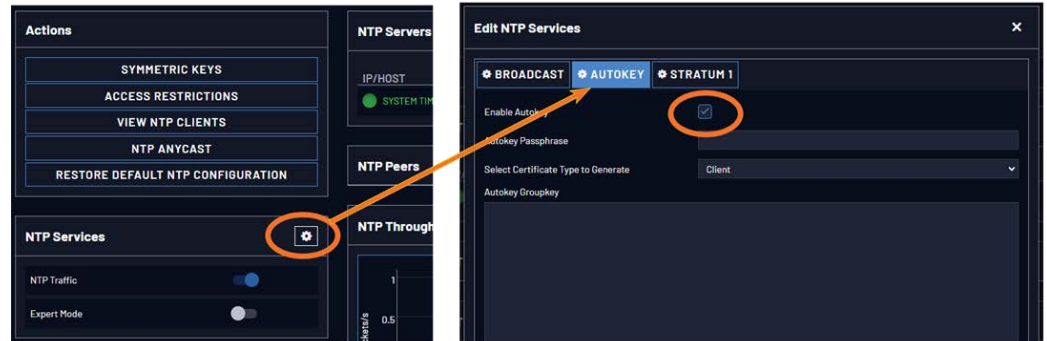 Actions
SYMMETRIC KEYS
ACCESS RESTRICTIONS
VIEW NTP CLIENTS
NTP ANYCAST
RESTORE DEFAULT NTP CONFIGURATION
NTP Services
NTP Traffic
Expert Mode
NTP Servers
IP/HOST
SYSTEM TIM
NTP Peers
NTP Through
1
0.5
ckets/s
Edit NTP Services
BROADCAST AUTOKEY STRATUM 1
Enable Autokey
Autokey Passphrase
Select Certificate Type to Generate Client
Autokey Groupkey